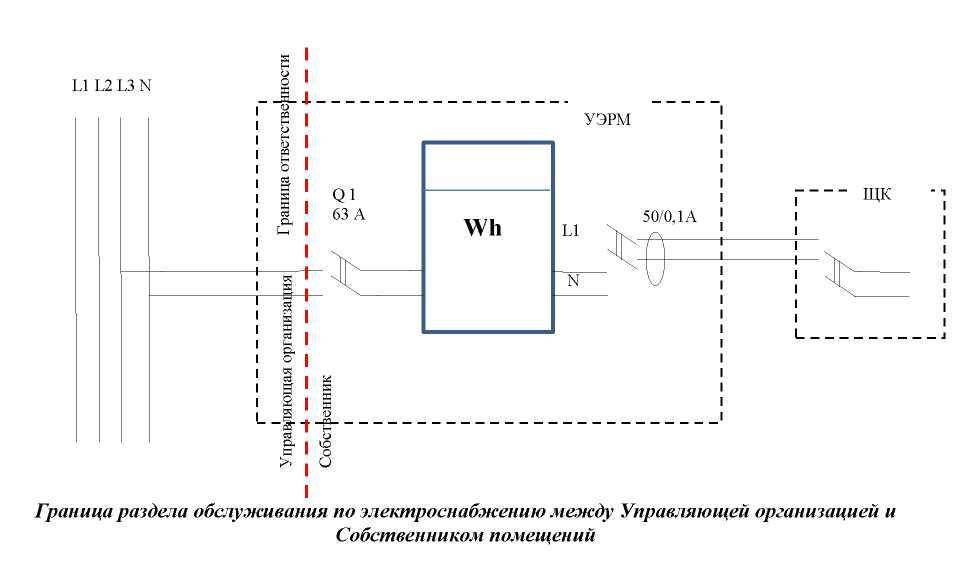 L1 L2 L3 N
Граница ответственности
УЭРМ
Q 1
63 А
Wh
L1
N
50/0,1А
ЩК
Управляющая организация
Собственник
Граница раздела обслуживания по электроснабжению между Управляющей организацией и
Собственником помещений